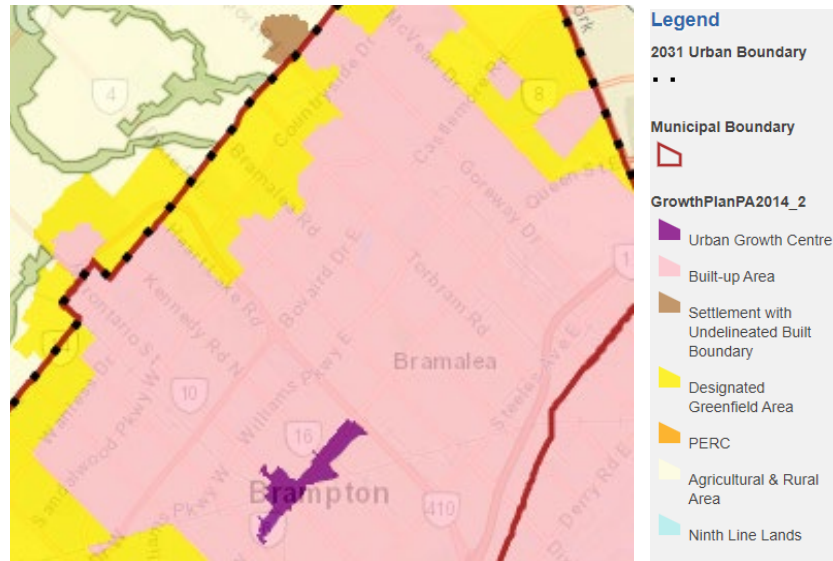 Legend
2031 Urban Boundary
Municipal Boundary
GrowthPlanPA2014_2
Urban Growth Centre
Built-up Area
Settlement with
Undelineated Built
Boundary
Designated
Greenfield Area
PERC
Agricultural & Rural
Area
Ninth Line Lands
4
8
McVean Dr
Countryside Dr
Castlemore Rd
Bramalea Rd
Goreway Dr
Queen St E
Heart Lake Rd
Bovaird Dr E
Torbram Rd
Kennedy Rd N
Bramalea
Williams Pkwy E
Steeles Ave E
10
16
Sandalwood Pkwy W
Brampton
410
Derry Rd E